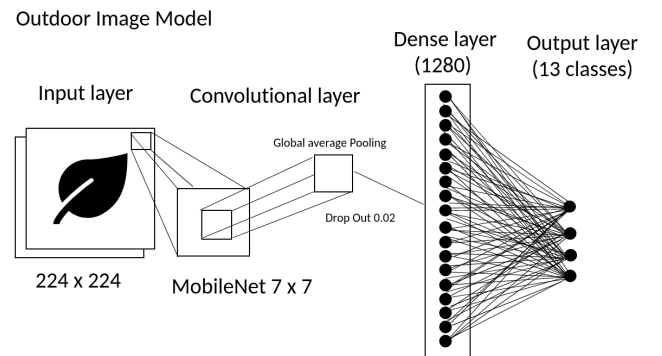 Outdoor Image Model
Input layer
Convolutional layer
Dense layer
(1280)
Output layer
(13 classes)
Global average Pooling
Drop Out 0.02
224 x 224
MobileNet 7 x 7